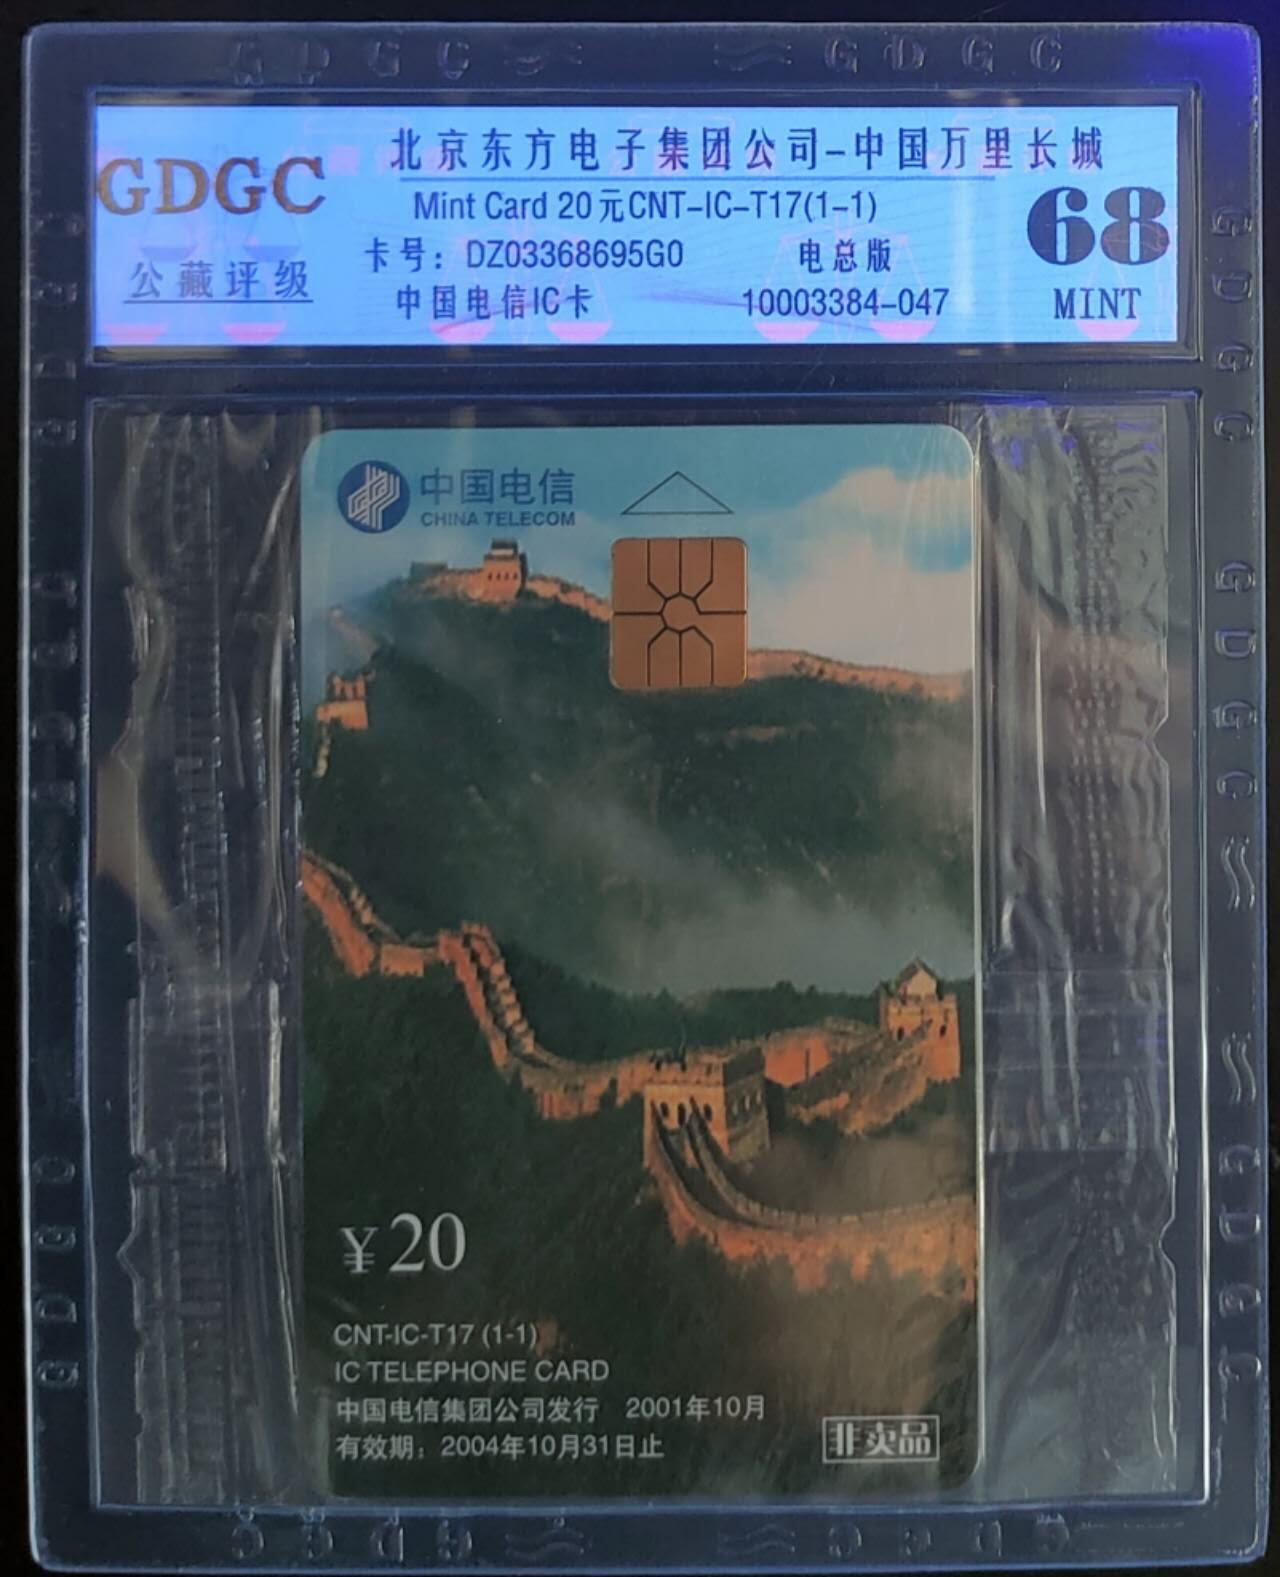 GDGC GDGC
北京东方电子集团公司-中国万里长城
GDGC
Mint Card 20元CNT-IC-T17(1-1)
68
卡号：DZ03368695G0 电总版
公藏评级
中国电信IC卡 10003384-047
MINT
中国电信
CHINA TELECOM
¥20
CNT-IC-T17 (1-1)
IC TELEPHONE CARD
中国电信集团公司发行 2001年10月
有效期：2004年10月31日止
非卖品
GDGC
GDGC
GDGC